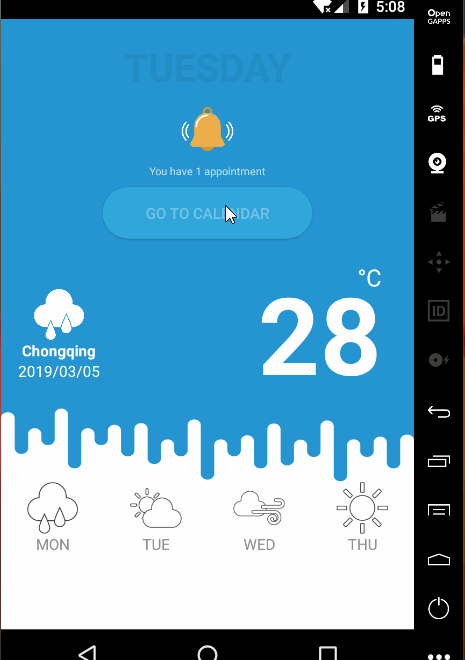 5:08
Open
GAPPS
TUESDAY
GPS
You have 1 appointment
GO TO CALENDAR
ID
°C
28
Chongqing
2019/03/05
MON TUE WED THU